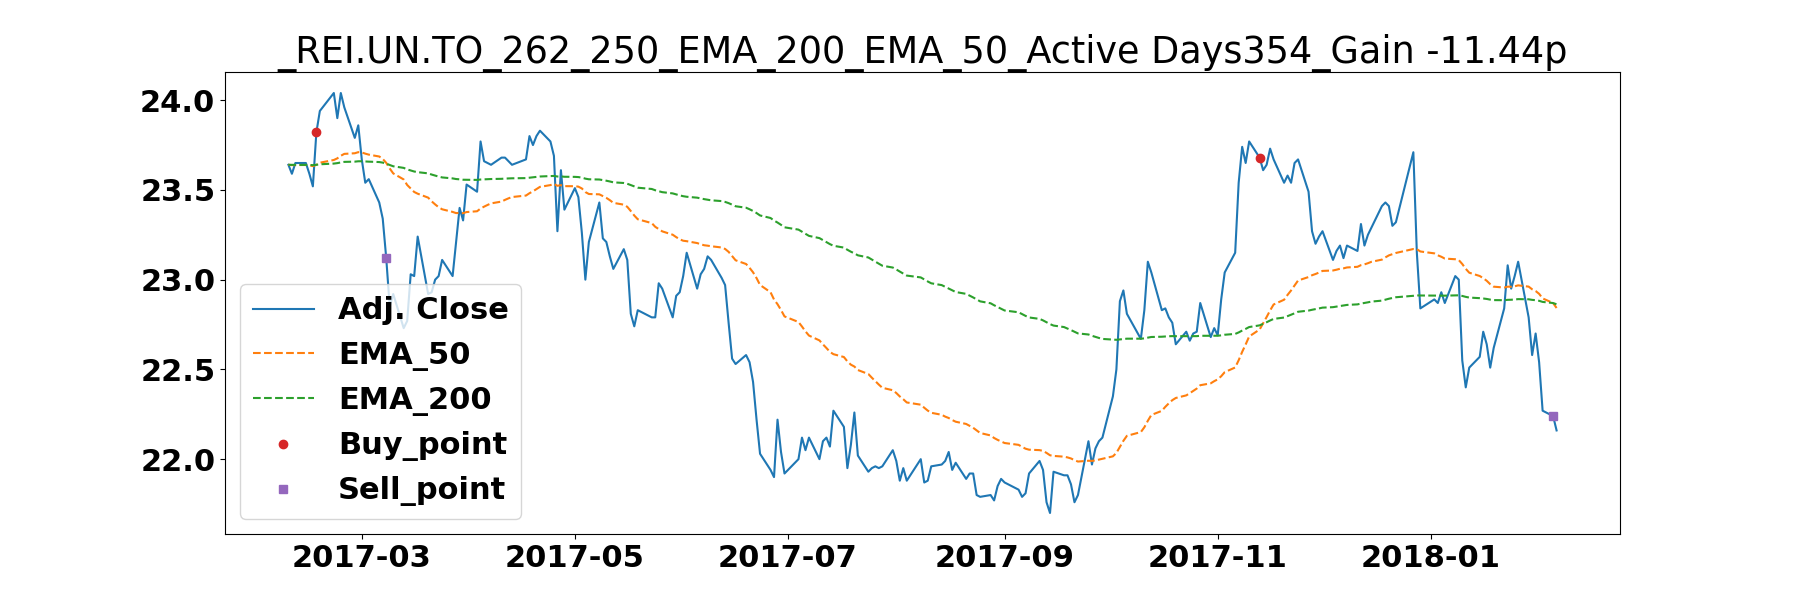 _REI.UN.TO_262_250_EMA_200_EMA_50_Active Days354_Gain -11.44p
24.0
23.5
23.0
22.5
22.0
Adj. Close
EMA_50
EMA_200
Buy_point
Sell_point
2017-03 2017-05 2017-07 2017-09 2017-11 2018-01